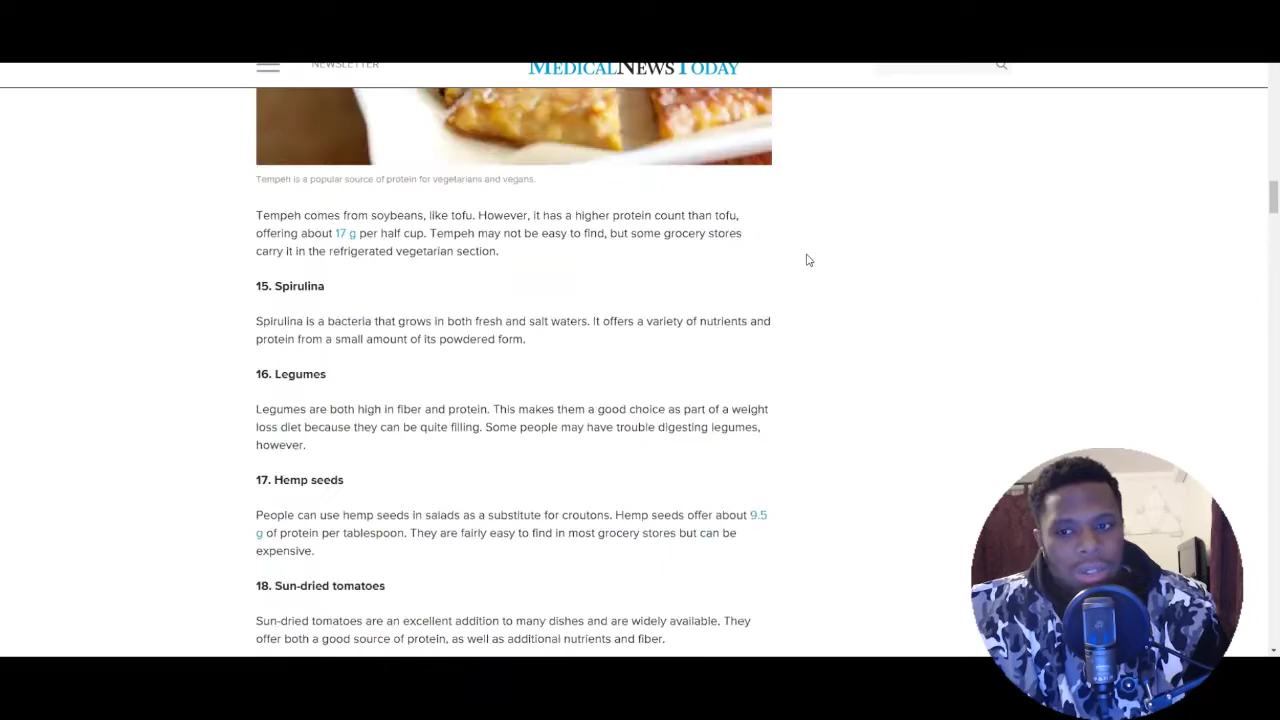 NEWSLETTER
MEDICALNEWSTODAY
Tempeh is a popular source of protein for vegetarians and vegans.
Tempeh comes from soybeans, like tofu. However, it has a higher protein count than tofu,
offering about 17 g per half cup. Tempeh may not be easy to find, but some grocery stores
carry it in the refrigerated vegetarian section.
15. Spirulina
Spirulina is a bacteria that grows in both fresh and salt waters. It offers a variety of nutrients and
protein from a small amount of its powdered form.
16. Legumes
Legumes are both high in fiber and protein. This makes them a good choice as part of a weight
loss diet because they can be quite filling. Some people may have trouble digesting legumes,
however.
17. Hemp seeds
People can use hemp seeds in salads as a substitute for croutons. Hemp seeds offer about 9.5
g of protein per tablespoon. They are fairly easy to find in most grocery stores but can be
expensive.
18. Sun-dried tomatoes
Sun-dried tomatoes are an excellent addition to many dishes and are widely available. They
offer both a good source of protein, as well as additional nutrients and fiber.